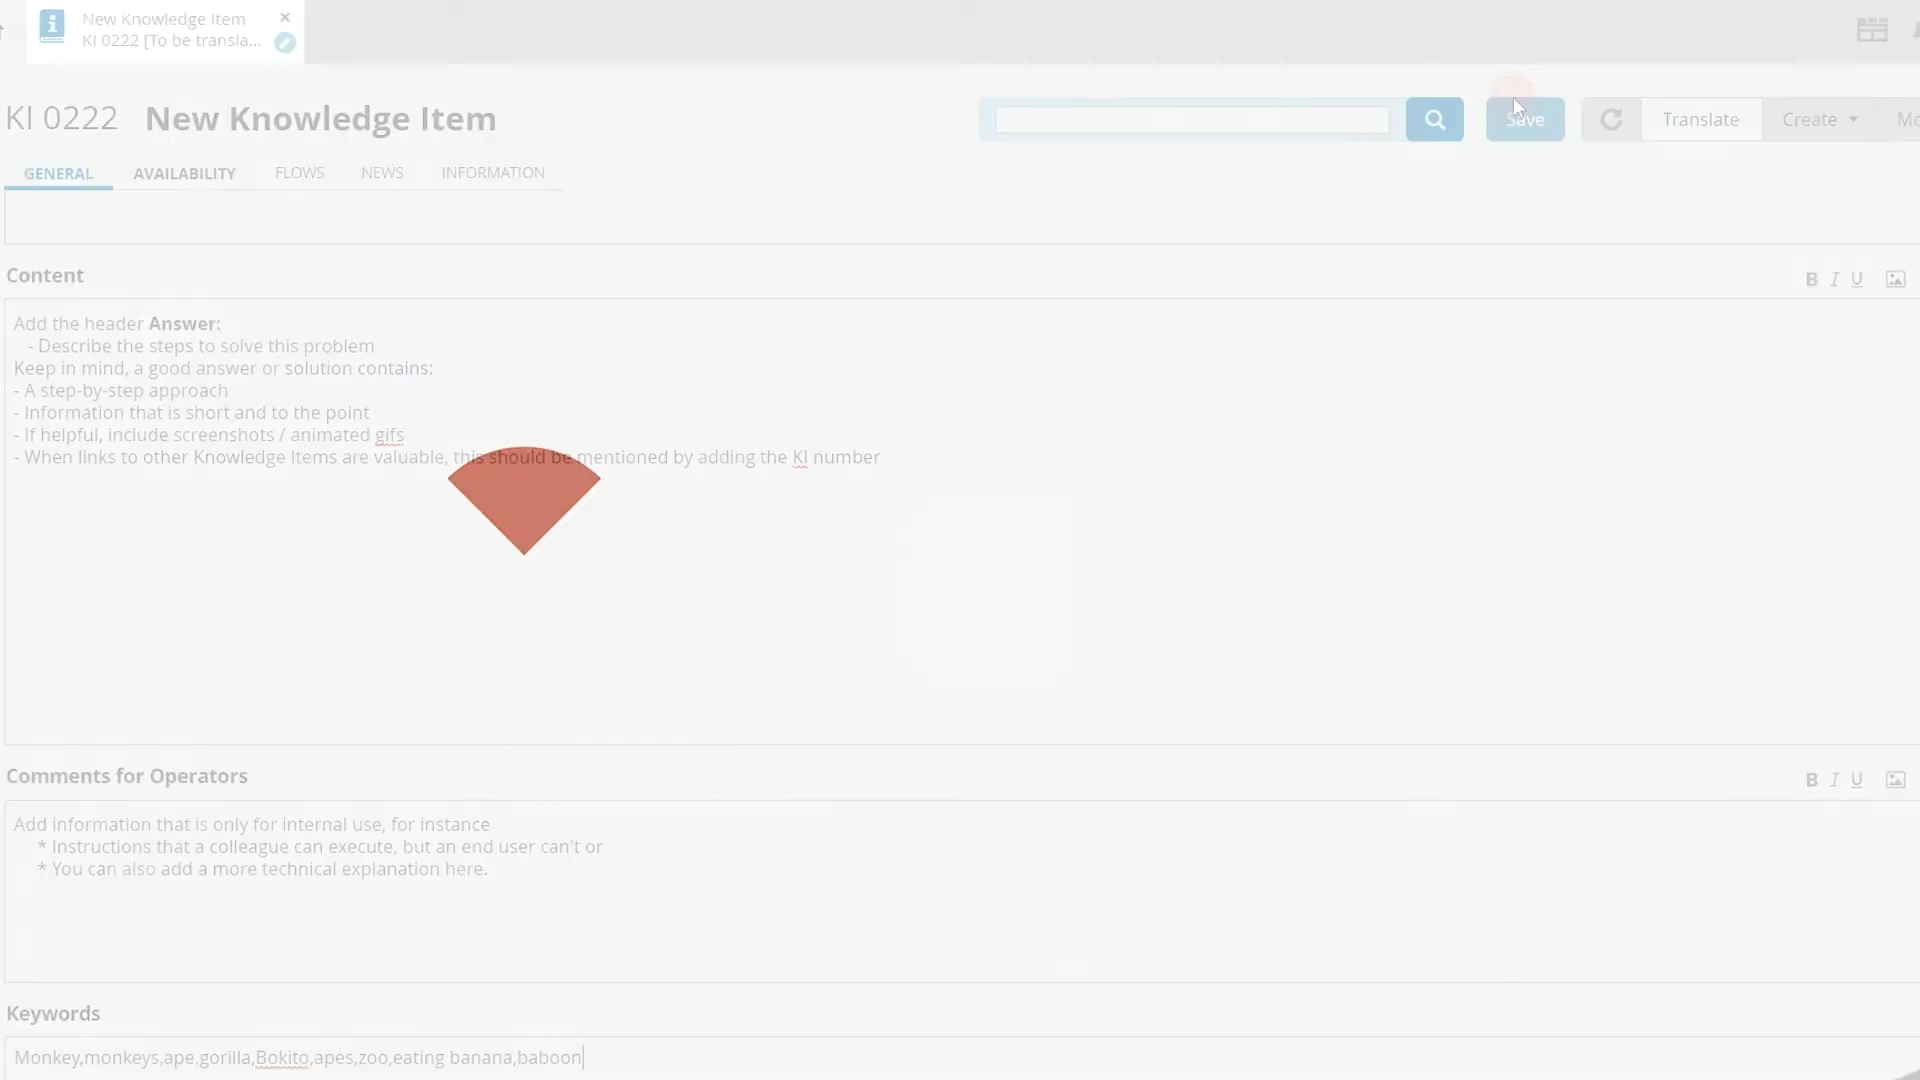 New Knowledge Item
KI 0222 [To be transla...
KI 0222 New Knowledge Item
Save
Translate
Create
GENERAL
AVAILABILITY
FLOWS
NEWS
INFORMATION
Content
B I U
Add the header Answer:
- Describe the steps to solve this problem
Keep in mind, a good answer or solution contains:
- A step-by-step approach
- Information that is short and to the point
- If helpful, include screenshots / animated gifs
- When links to other Knowledge Items are valuable, this should be mentioned by adding the KI number
Comments for Operators
B I U
Add information that is only for internal use, for instance
* Instructions that a colleague can execute, but an end user can't or
* You can also add a more technical explanation here.
Keywords
Monkey,monkeys,ape,gorilla,Bokito,apes,zoo,eating banana,baboon